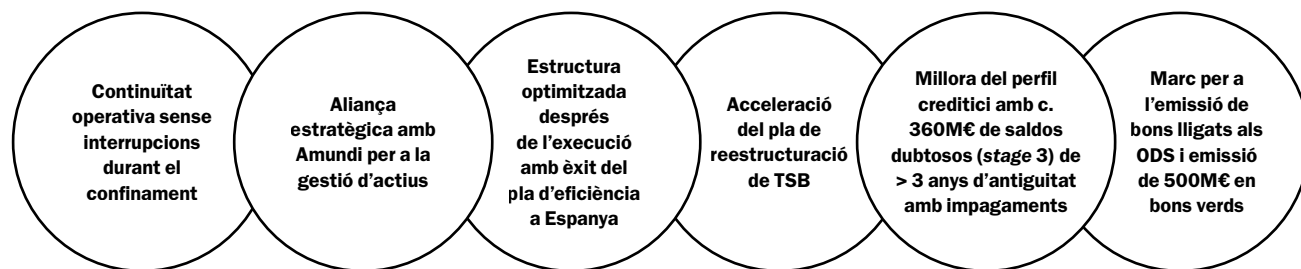 Continuïtat
operativa sense
interrupcions
durant el
confinament
Aliança
estratègica amb
Amundi per a la
gestió d’actius
Estructura
optimitzada
després
de l’execució
amb èxit del
pla d’eficiència
a Espanya
Acceleració
del pla de
reestructuració
de TSB
Millora del perfil
creditici amb c.
360M€ de saldos
dubtosos (stage 3) de
> 3 anys d’antiguitat
amb impagaments
Marc per a
l’emissió de
bons lligats als
ODS i emissió
de 500M€ en
bons verds